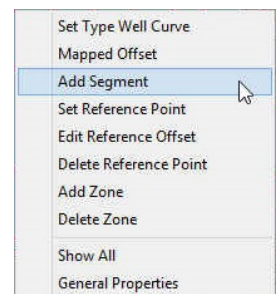 Set Type Well Curve
Mapped Offset
Add Segment
Set Reference Point
Edit Reference Offset
Delete Reference Point
Add Zone
Delete Zone
Show All
General Properties